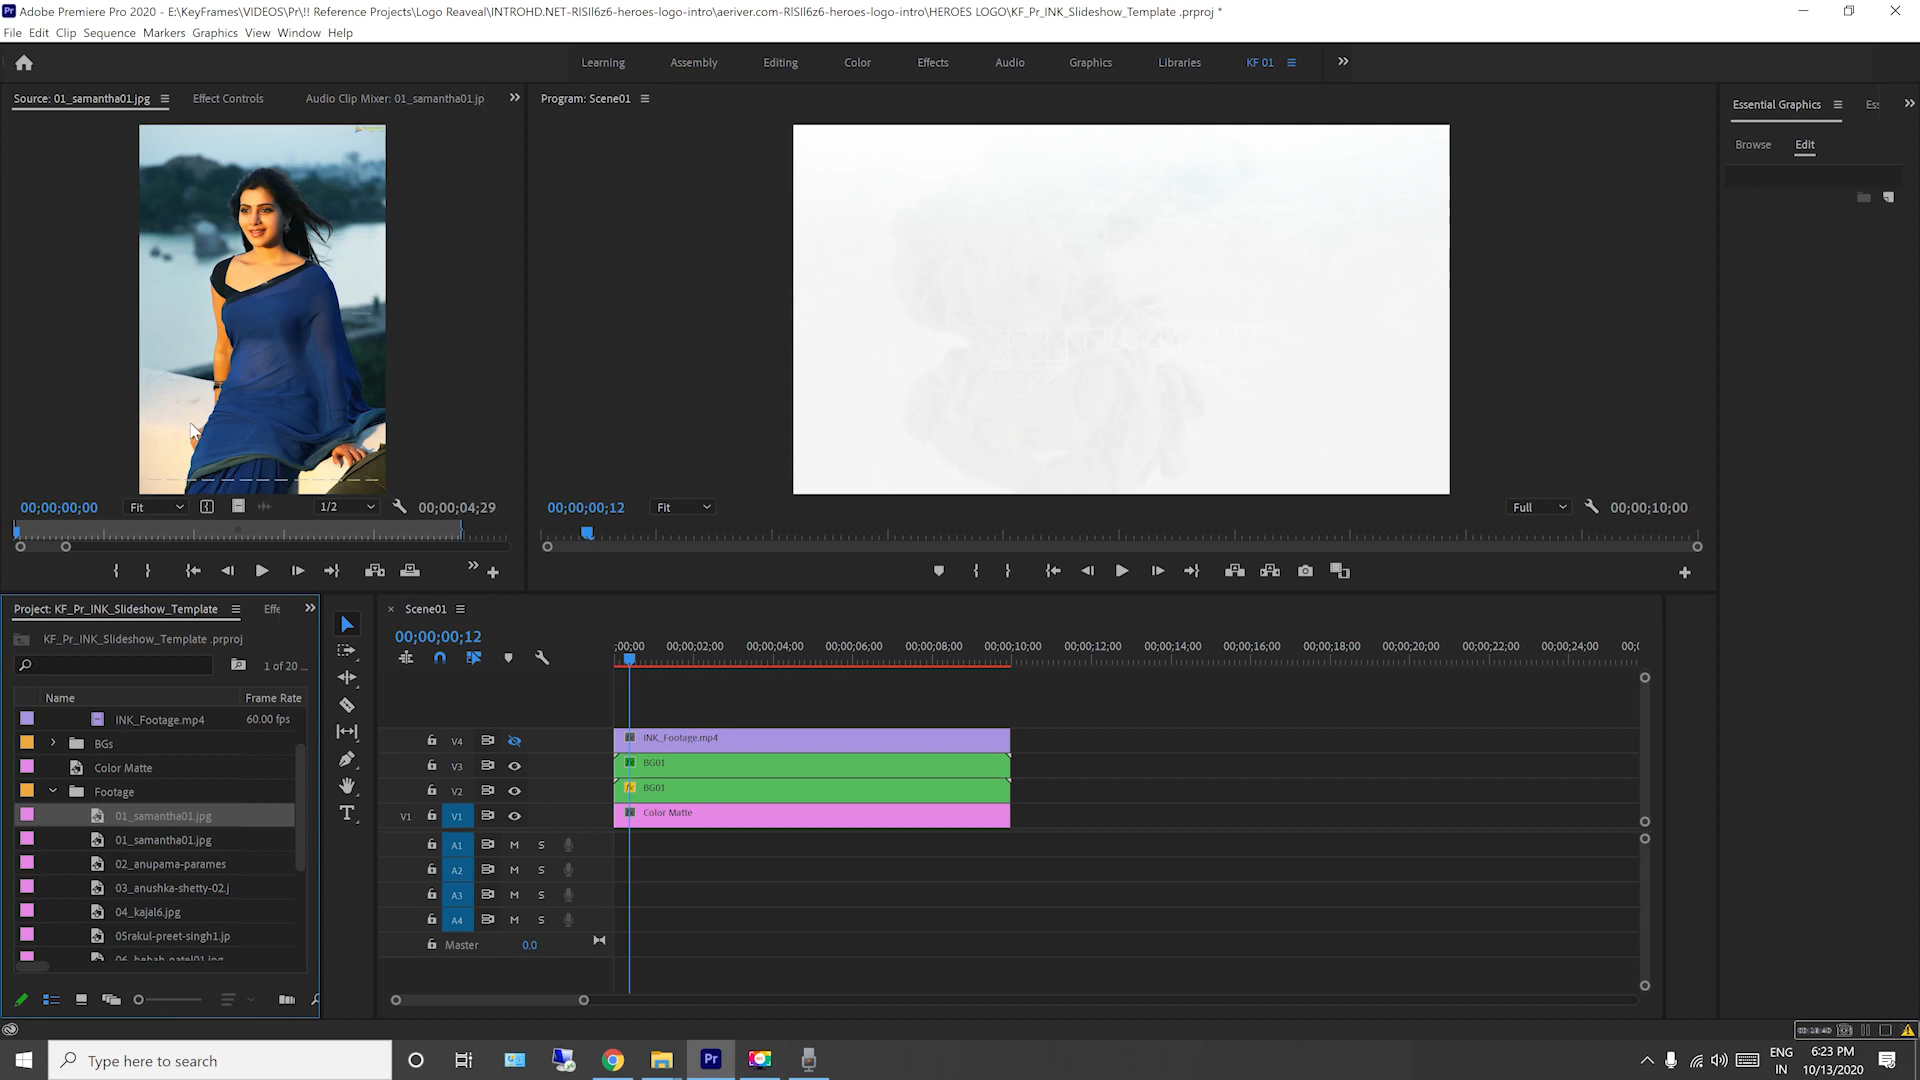 Adobe Premiere Pro 2020 - E:\KeyFrames\VIDEOS\Pr\!! Reference Projects\Logo Reaveal\INTROHD.NET-RlSIl6z6-heroes-logo-intro\aeriver.com-RlSIl6z6-heroes-logo-intro\HEROES LOGO\KF_Pr_INK_Slideshow_Template .prproj *
File Edit Clip Sequence Markers Graphics View Window Help
Learning Assembly Editing Color Effects Audio Graphics Libraries KF 01
Source: 01_samantha01.jpg Effect Controls Audio Clip Mixer: 01_samantha01.jp
Program: Scene01
Essential Graphics Es
Browse Edit
00;00;00;00 Fit 1/2 00;00;04;29
00;00;00;12 Fit Full 00;00;10;00
Project: KF_Pr_INK_Slideshow_Template Effe
KF_Pr_INK_Slideshow_Template .prproj
1 of 20 ...
Name Frame Rate
INK_Footage.mp4 60.00 fps
BGs
Color Matte
Footage
01_samantha01.jpg
01_samantha01.jpg
02_anupama-parames
03_anushka-shetty-02.j
04_kajal6.jpg
05rakul-preet-singh1.jp
06_hebah-patel01.jpg
Scene01
00;00;00;12
;00;00 00;00;02;00 00;00;04;00 00;00;06;00 00;00;08;00 00;00;10;00 00;00;12;00 00;00;14;00 00;00;16;00 00;00;18;00 00;00;20;00 00;00;22;00 00;00;24;00 00;0
V4 INK_Footage.mp4
V3 BG01
V2 BG01
V1 V1 Color Matte
A1 M S
A2 M S
A3 M S
A4 M S
Master 0.0
Type here to search
Pr
ENG
IN
6:23 PM
10/13/2020